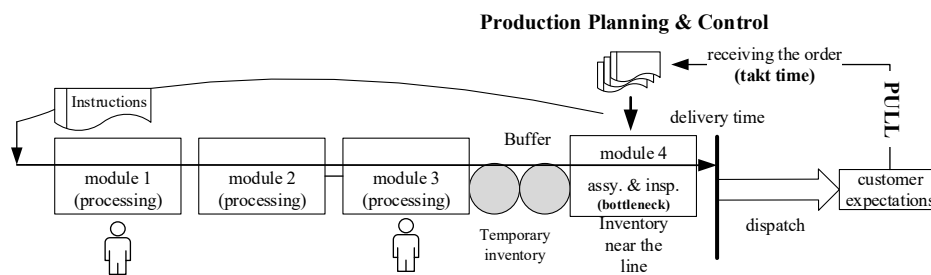 Production Planning & Control
receiving the order
(takt time)
PULL
Instructions
Buffer
delivery time
module 1
(processing)
module 2
(processing)
module 3
(processing)
module 4
assy. & insp.
(bottleneck)
customer
expectations
Temporary
inventory
Inventory
near the
line
dispatch